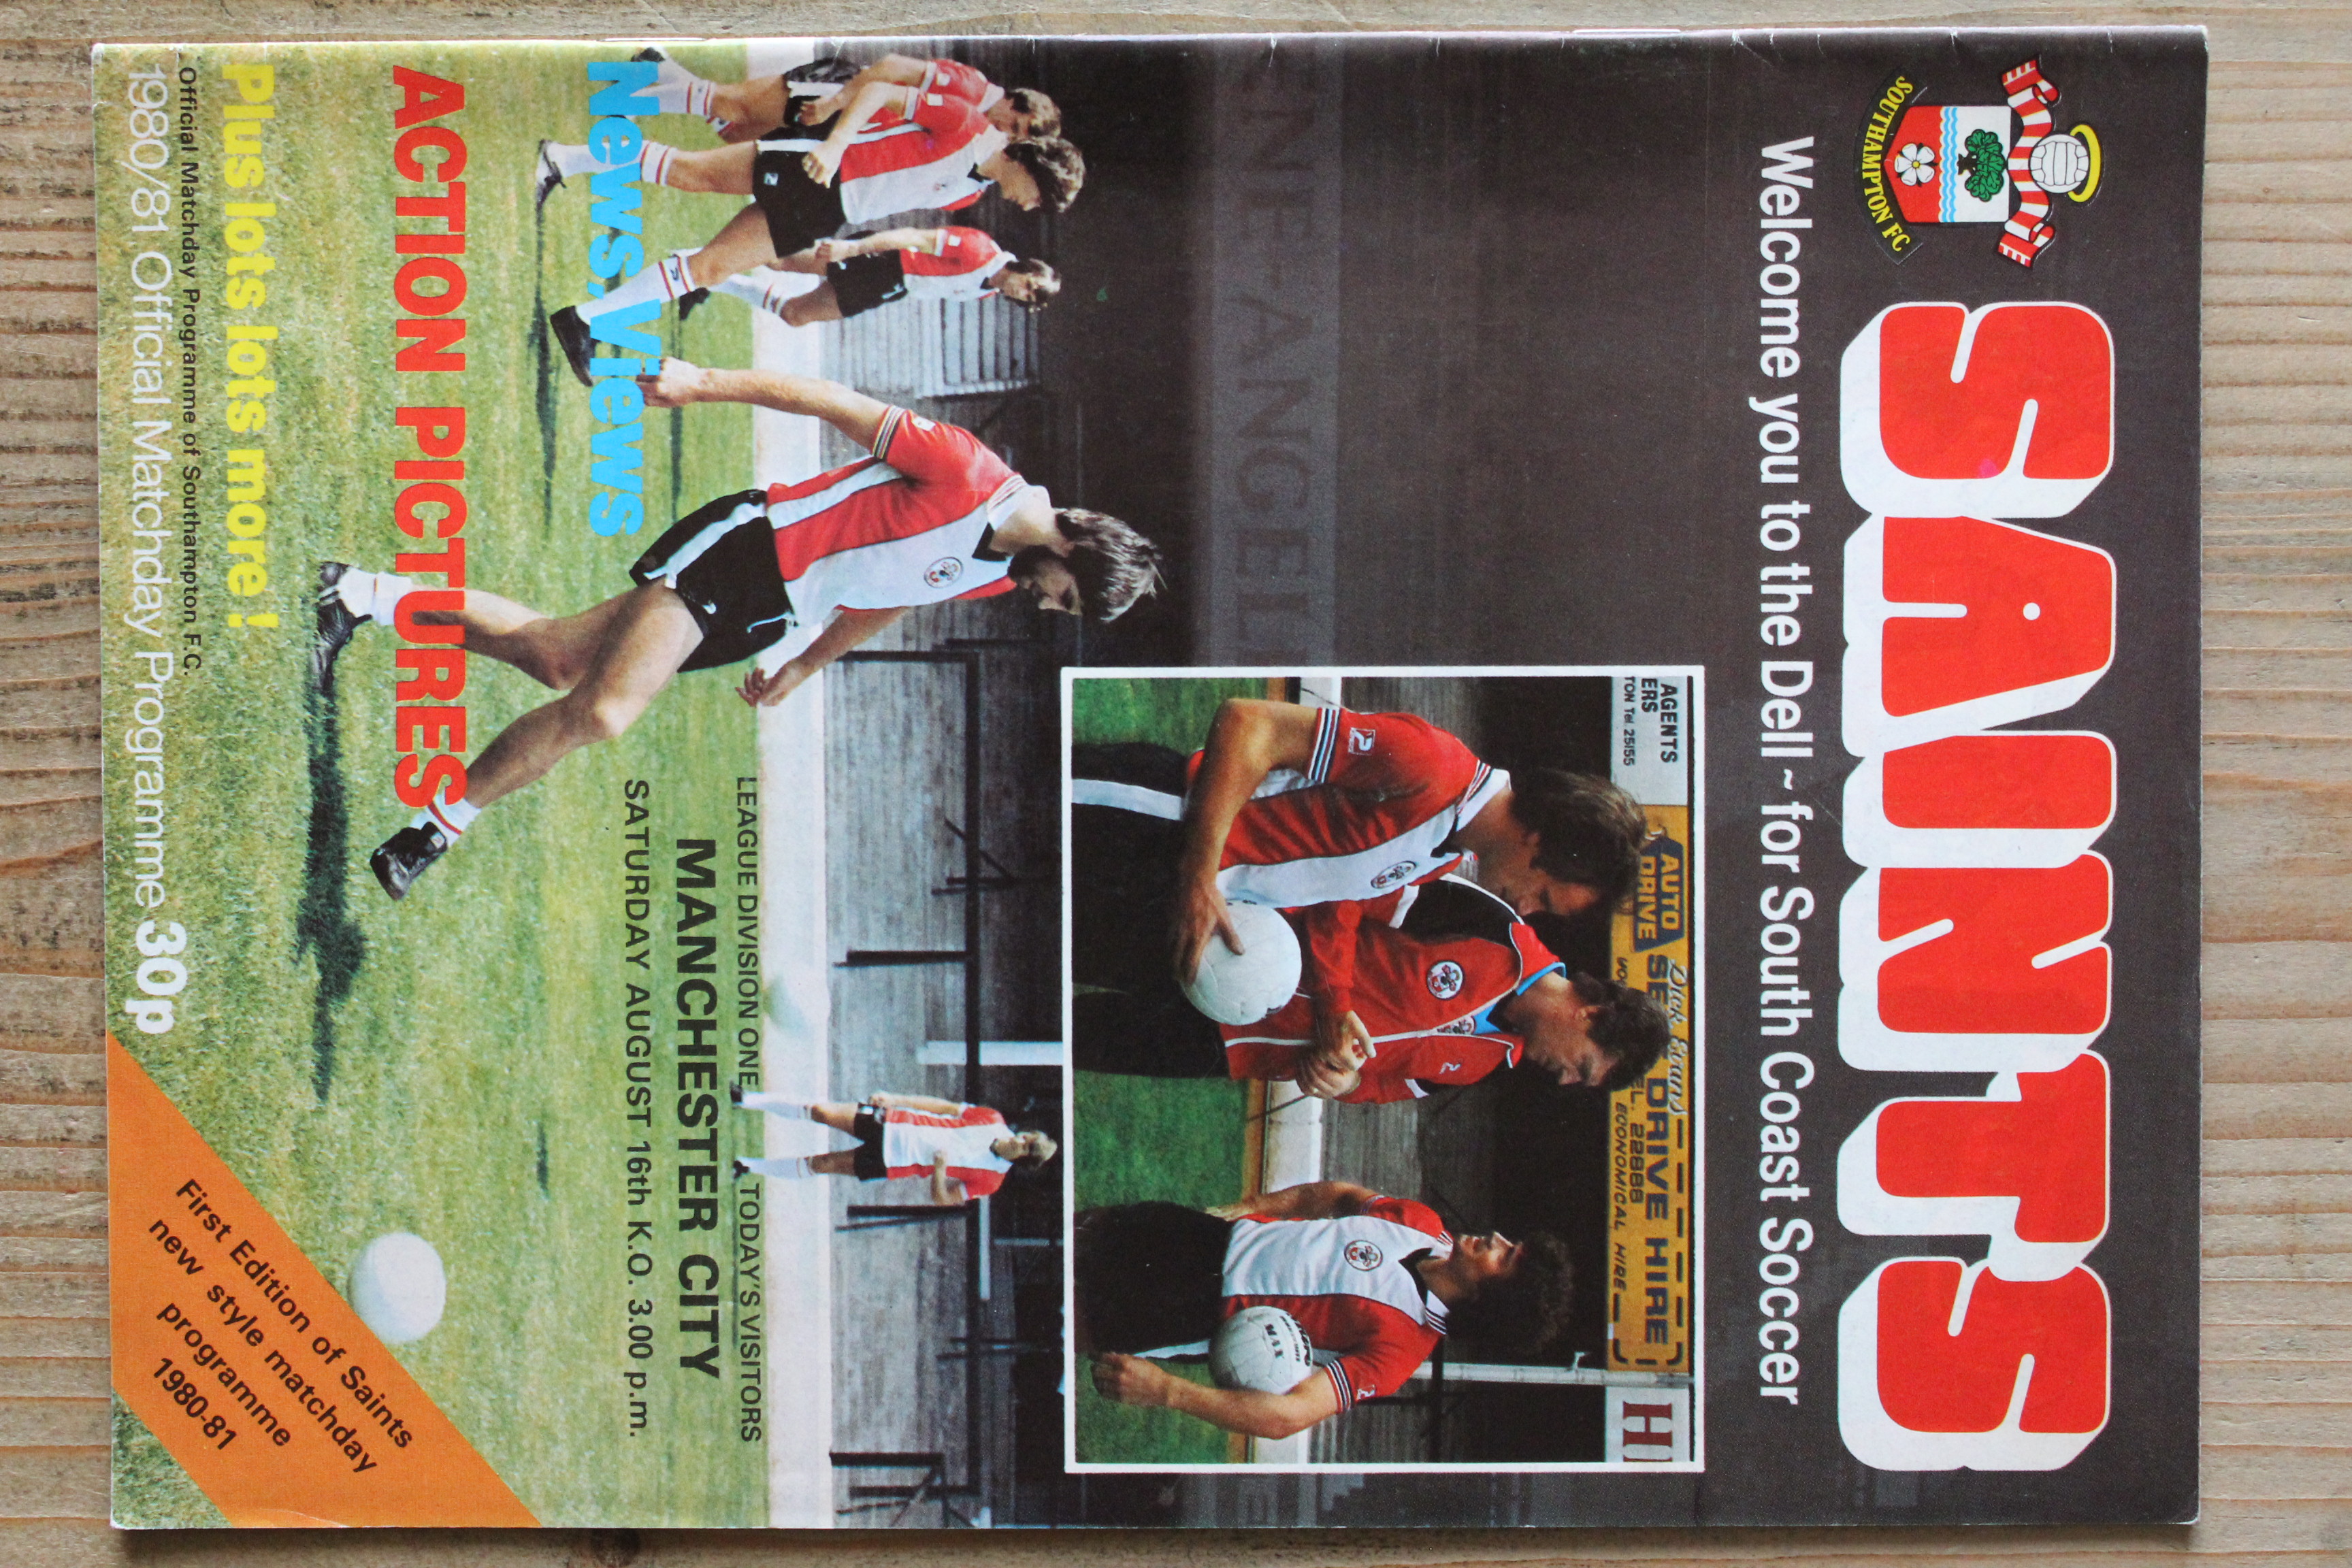 SOUTHAMPTON FC
SAINTS
Welcome you to the Dell ~ for South Coast Soccer
AGENTS
ERS
TON Tel. 25155
AUTO
DRIVE
Dick Evans
SELF DRIVE HIRE
TEL. 22888
ECONOMICAL HIRE
H
News, Views
LEAGUE DIVISION ONE, TODAY'S VISITORS
MANCHESTER CITY
SATURDAY AUGUST 16th K.O. 3.00 p.m.
ACTION PICTURES
Plus lots lots more !
Official Matchday Programme of Southampton F.C.
1980/81 Official Matchday Programme 30p
First Edition of Saints
new style matchday
programme
1980-81